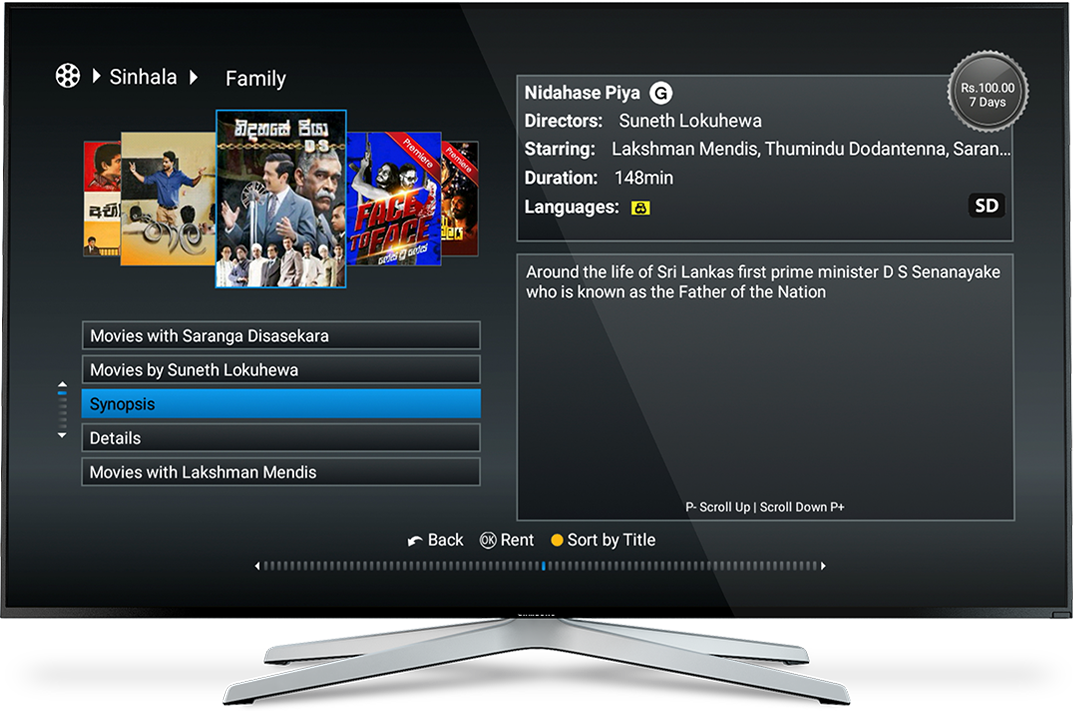 Sinhala
Family
නිදහසේ පියා
DS
තාල
Premiere
FACE
TO FACE
Premiere
Movies with Saranga Disasekara
Movies by Suneth Lokuhewa
Synopsis
Details
Movies with Lakshman Mendis
Nidahase Piya G
Directors: Suneth Lokuhewa
Starring: Lakshman Mendis, Thumindu Dodantenna, Saran...
Duration: 148min
Languages:
SD
Rs.100.00
7 Days
Around the life of Sri Lankas first prime minister D S Senanayake
who is known as the Father of the Nation
P- Scroll Up | Scroll Down P+
Back OK Rent Sort by Title